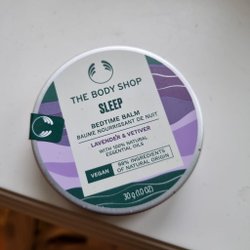 THE BODY SHOP
SLEEP
BEDTIME BALM
BAUME NOURRISSANT DE NUIT
LAVENDER & VETIVER
WITH 100% NATURAL
ESSENTIAL OILS
VEGAN
99% INGREDIENTS
OF NATURAL ORIGIN
30 g (1.0 OZ)